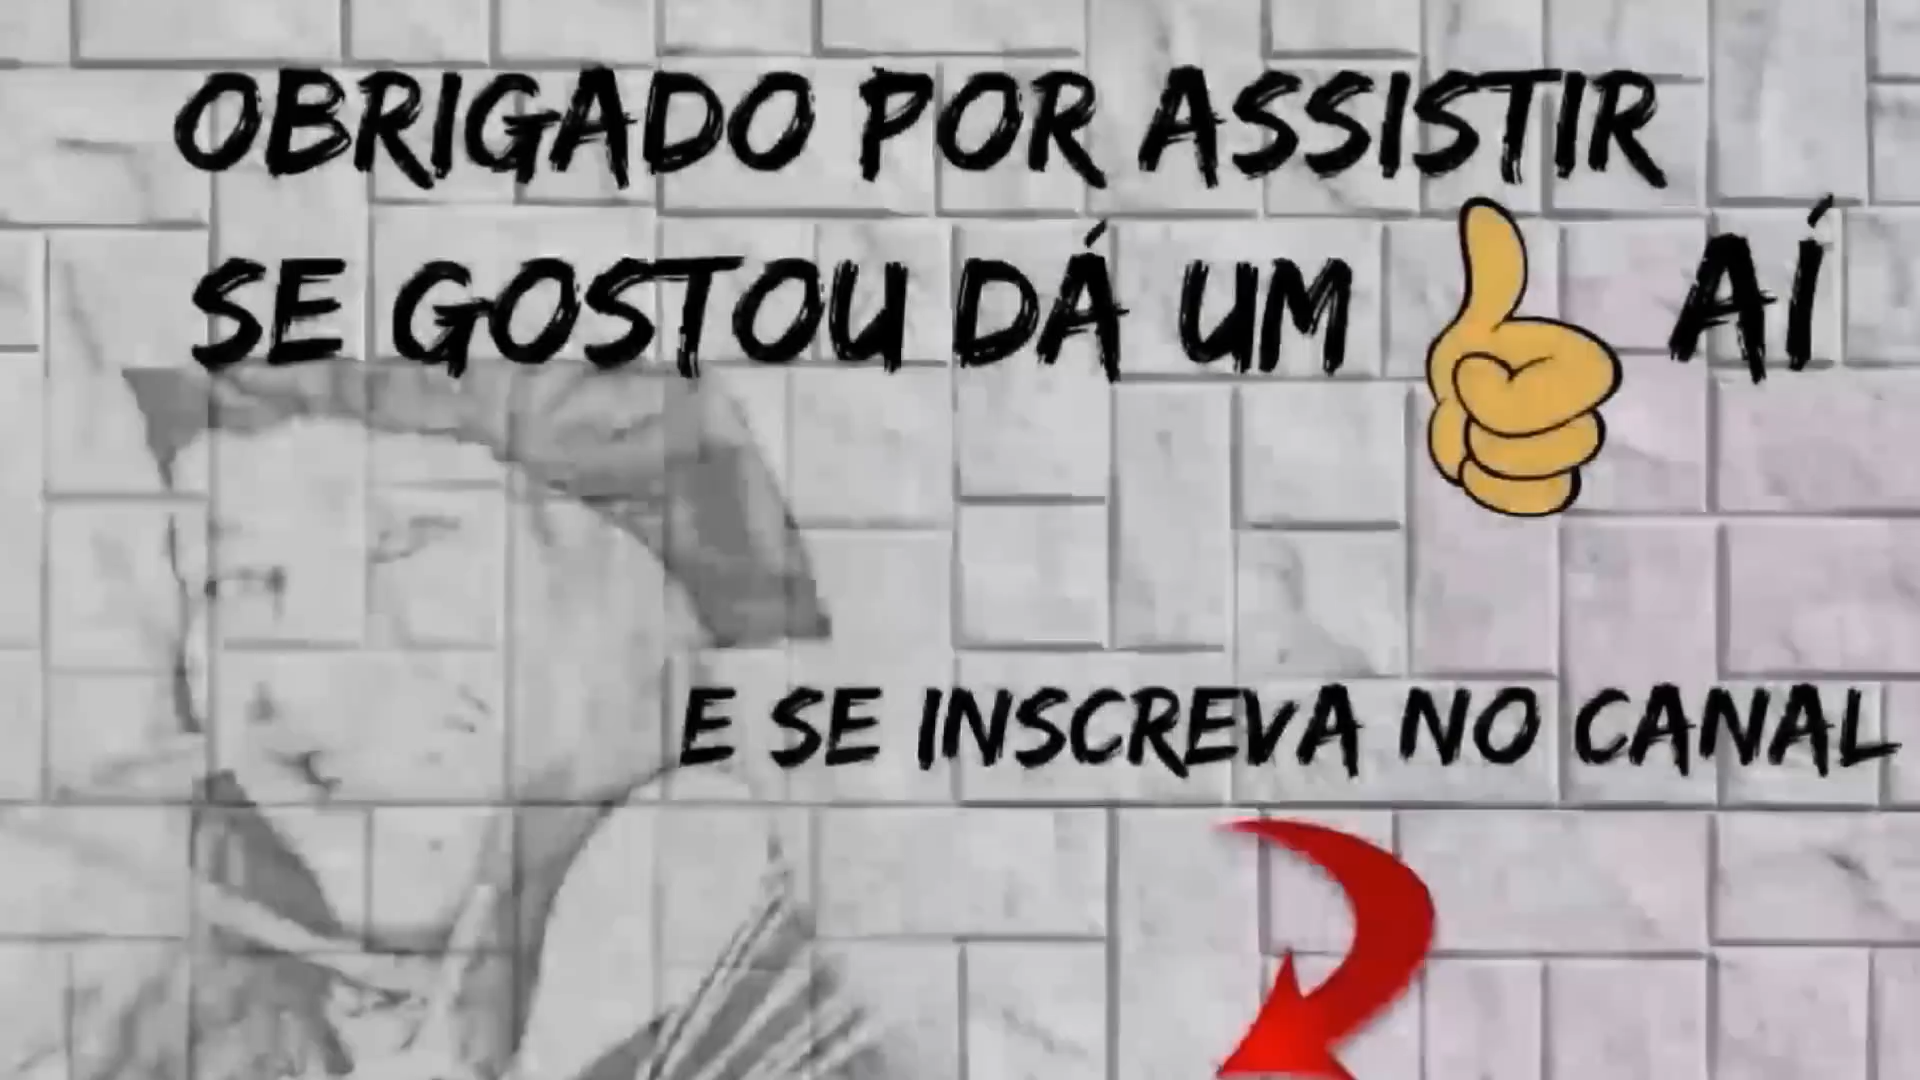 OBRIGADO POR ASSISTIR
SE GOSTOU DÁ UM AÍ
E SE INSCREVA NO CANAL